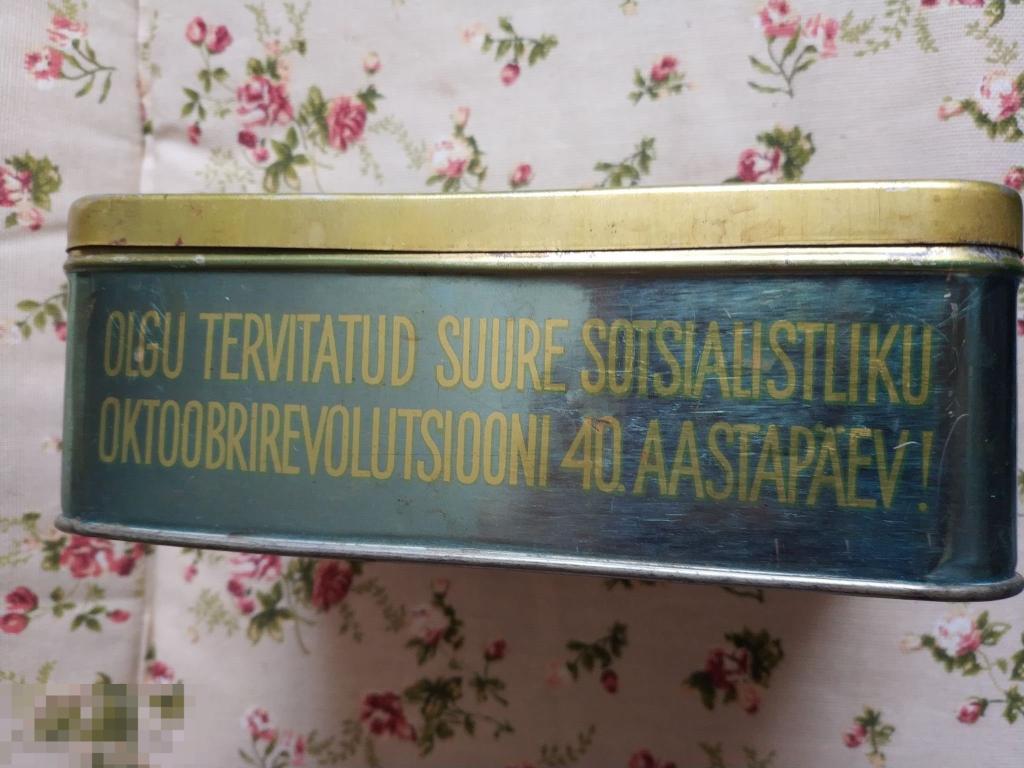 OLGU TERVITATUD SUURE SOTSIALISTLIKU
OKTOOBRIREVOLUTSIOONI 40. AASTAPÄEV!